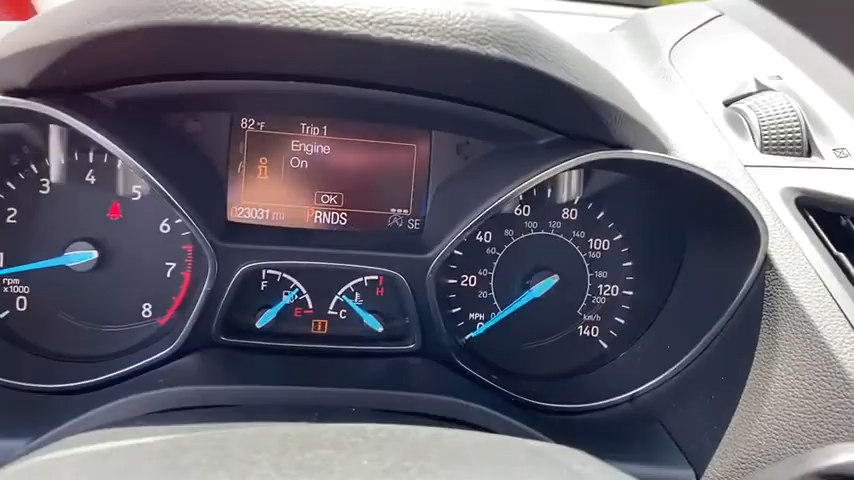 82°F
Trip 1
Engine
On
i
OK
023031 mi
PRNDS
SE
2
3
4
5
6
7
8
0
1
rpm
x1000
F
E
H
C
20
40
60
80
100
120
140
MPH
0
20
40
60
80
100
120
140
160
180
200
km/h